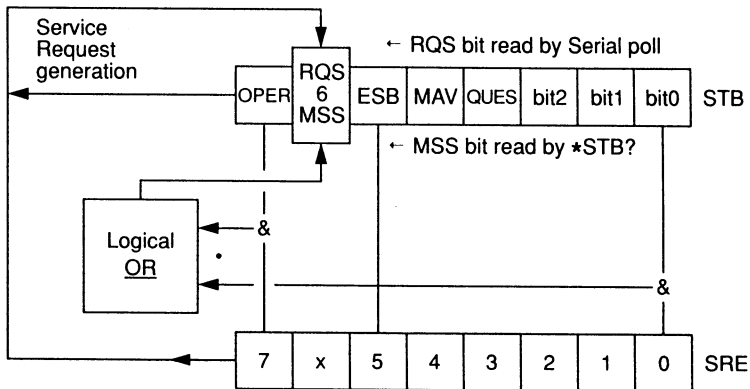 Service
Request
generation
← RQS bit read by Serial poll
OPER RQS 6 MSS ESB MAV QUES bit2 bit1 bit0 STB
← MSS bit read by *STB?
&
Logical
OR
&
7 x 5 4 3 2 1 0 SRE